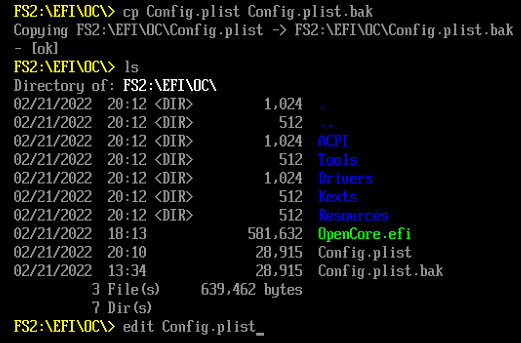 FS2:\EFI\OC\> cp Config.plist Config.plist.bak
Copying FS2:\EFI\OC\Config.plist -> FS2:\EFI\OC\Config.plist.bak
- [ok]
FS2:\EFI\OC\> ls
Directory of: FS2:\EFI\OC\
02/21/2022  20:12 <DIR>         1,024  .
02/21/2022  20:12 <DIR>           512  ..
02/21/2022  20:12 <DIR>         1,024  ACPI
02/21/2022  20:12 <DIR>           512  Tools
02/21/2022  20:12 <DIR>         1,024  Drivers
02/21/2022  20:12 <DIR>           512  Kexts
02/21/2022  20:12 <DIR>           512  Resources
02/21/2022  18:13             581,632  OpenCore.efi
02/21/2022  20:10              28,915  Config.plist
02/21/2022  13:34              28,915  Config.plist.bak
3 File(s)     639,462 bytes
7 Dir(s)
FS2:\EFI\OC\> edit Config.plist_